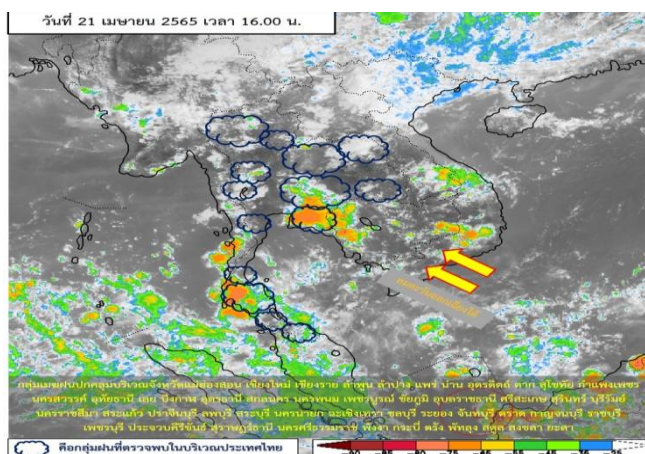 วันที่ 21 เมษายน 2565 เวลา 16.00 น.
กลุ่มเมฆฝนปกคลุมบริเวณจังหวัดแม่ฮ่องสอน เชียงใหม่ เชียงราย ลำพูน ลำปาง แพร่ น่าน อุตรดิตถ์ ตาก สุโขทัย กำแพงเพชร
นครสวรรค์ อุทัยธานี เลย บึงกาฬ อุดรธานี สกลนคร นครพนม เพชรบูรณ์ ชัยภูมิ อุบลราชธานี ศรีสะเกษ สุรินทร์ บุรีรัมย์
นครราชสีมา สระแก้ว ปราจีนบุรี ลพบุรี สระบุรี นครนายก ฉะเชิงเทรา ชลบุรี ระยอง จันทบุรี ตราด กาญจนบุรี ราชบุรี
เพชรบุรี ประจวบคีรีขันธ์ สุราษฎร์ธานี นครศรีธรรมราช พังงา กระบี่ ตรัง พัทลุง สตูล สงขลา ยะลา
คือกลุ่มฝนที่ตรวจพบในบริเวณประเทศไทย
-90 -80 -75 -65 -55 -45 -35 -25